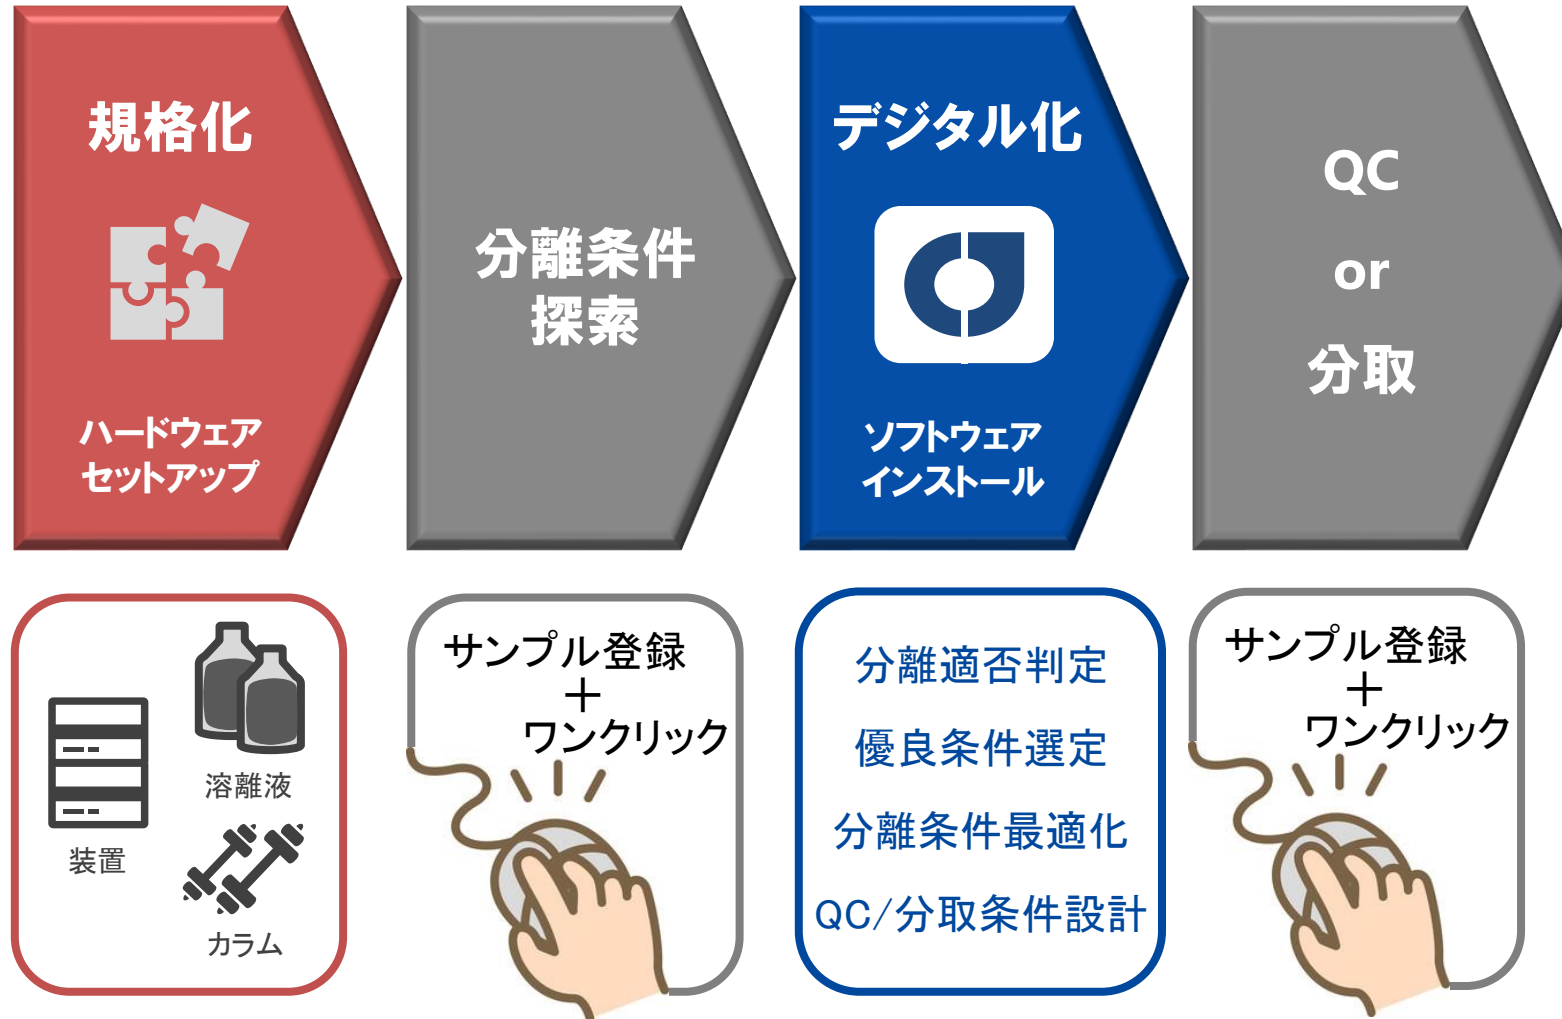 規格化
ハードウェア
セットアップ
分離条件
探索
デジタル化
ソフトウェア
インストール
QC
or
分取
装置
溶離液
カラム
サンプル登録
＋
ワンクリック
分離適否判定
優良条件選定
分離条件最適化
QC/分取条件設計
サンプル登録
＋
ワンクリック